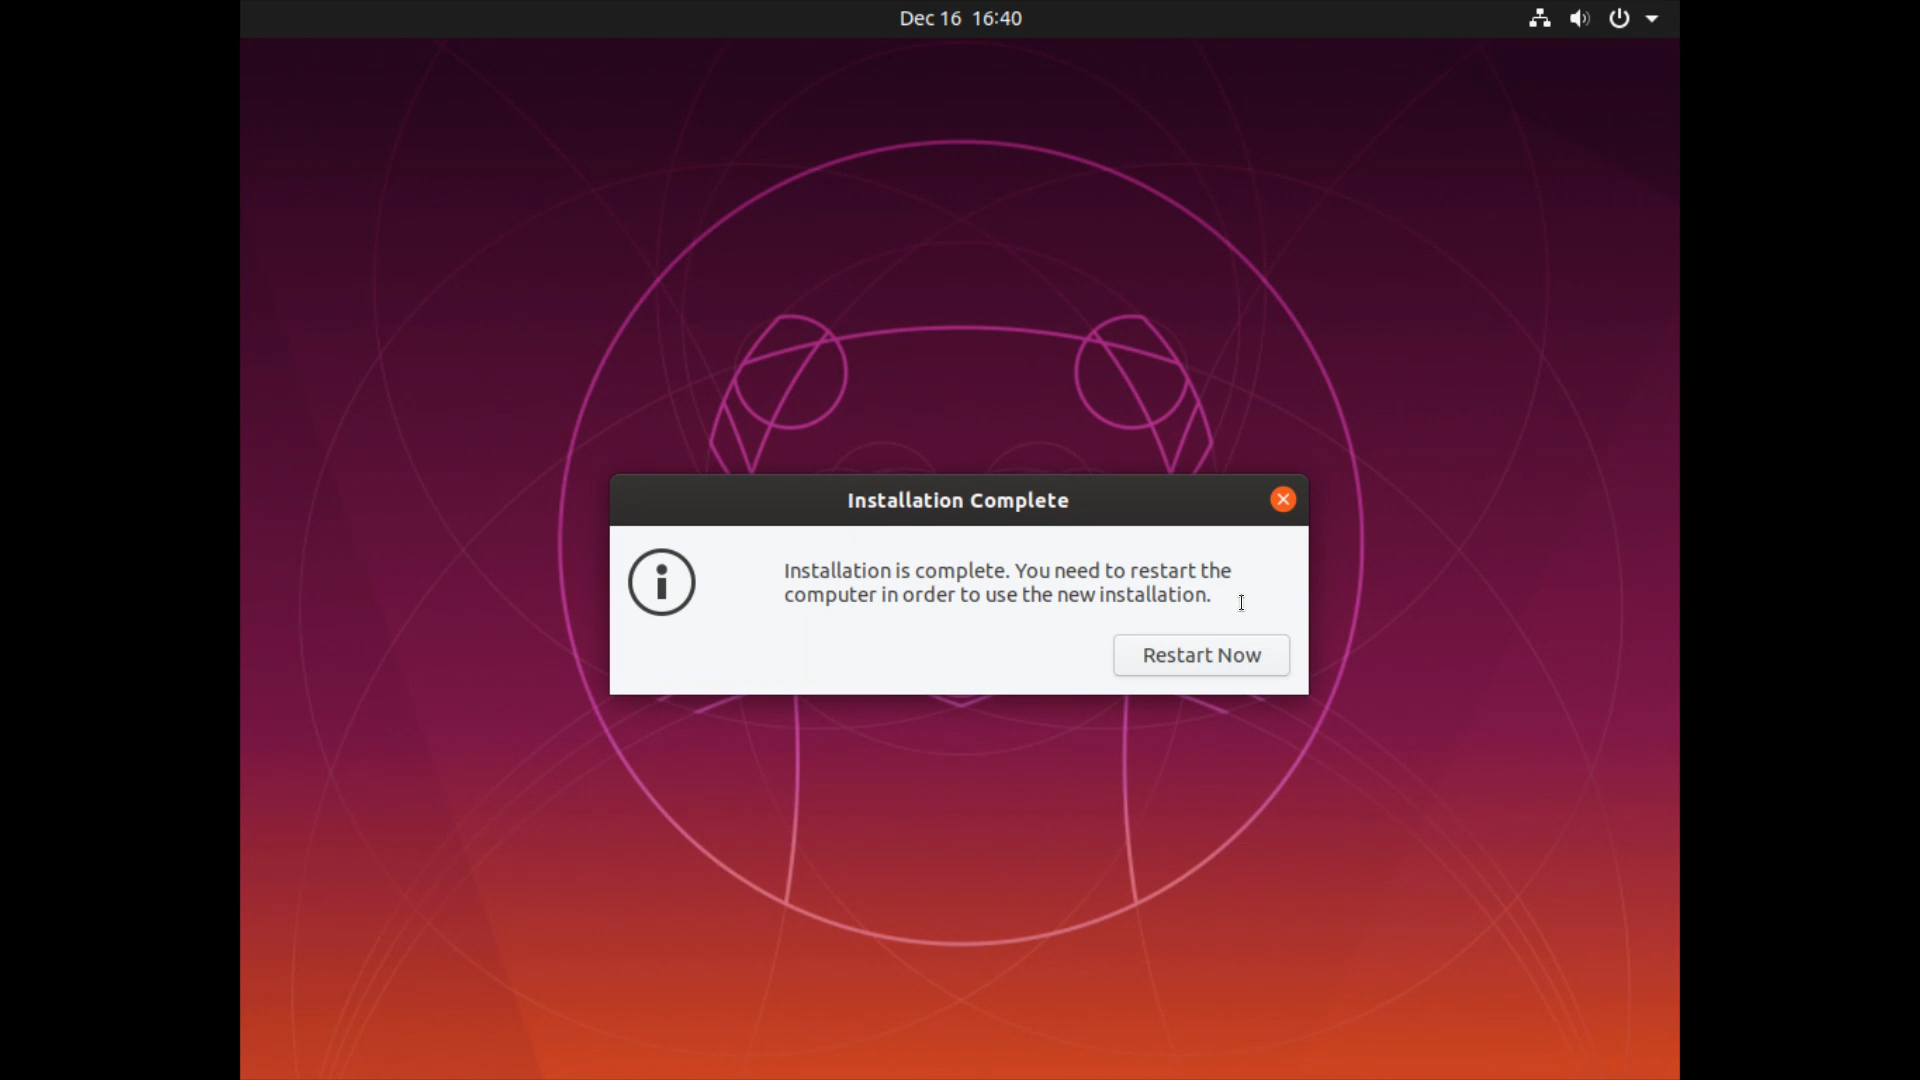 Dec 16 16:40
Installation Complete
Installation is complete. You need to restart the
computer in order to use the new installation.
Restart Now